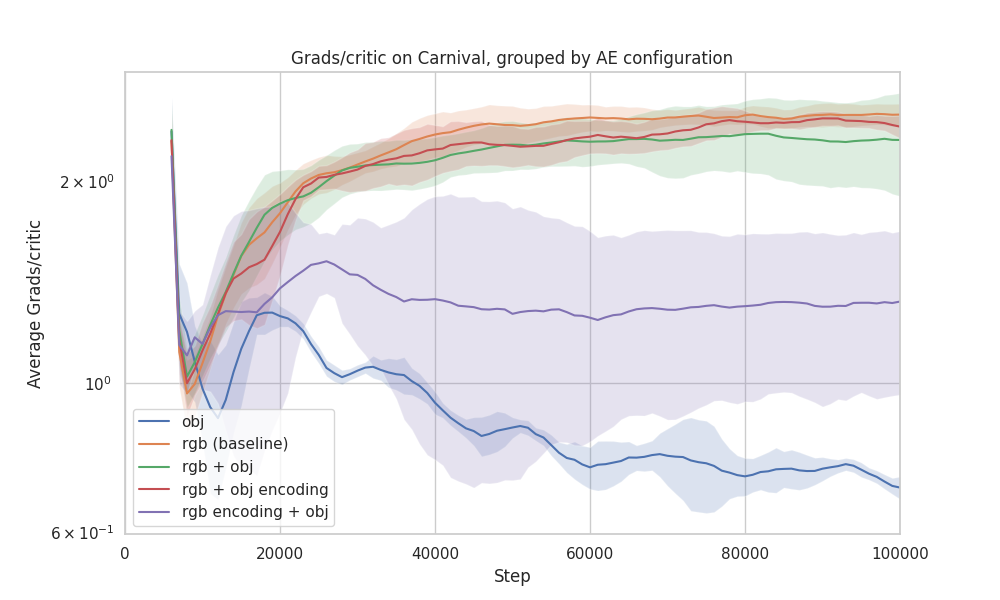 Grads/critic on Carnival, grouped by AE configuration
Average Grads/critic
2 × 10⁰
10⁰
6 × 10⁻¹
obj
rgb (baseline)
rgb + obj
rgb + obj encoding
rgb encoding + obj
0 20000 40000 60000 80000 100000
Step